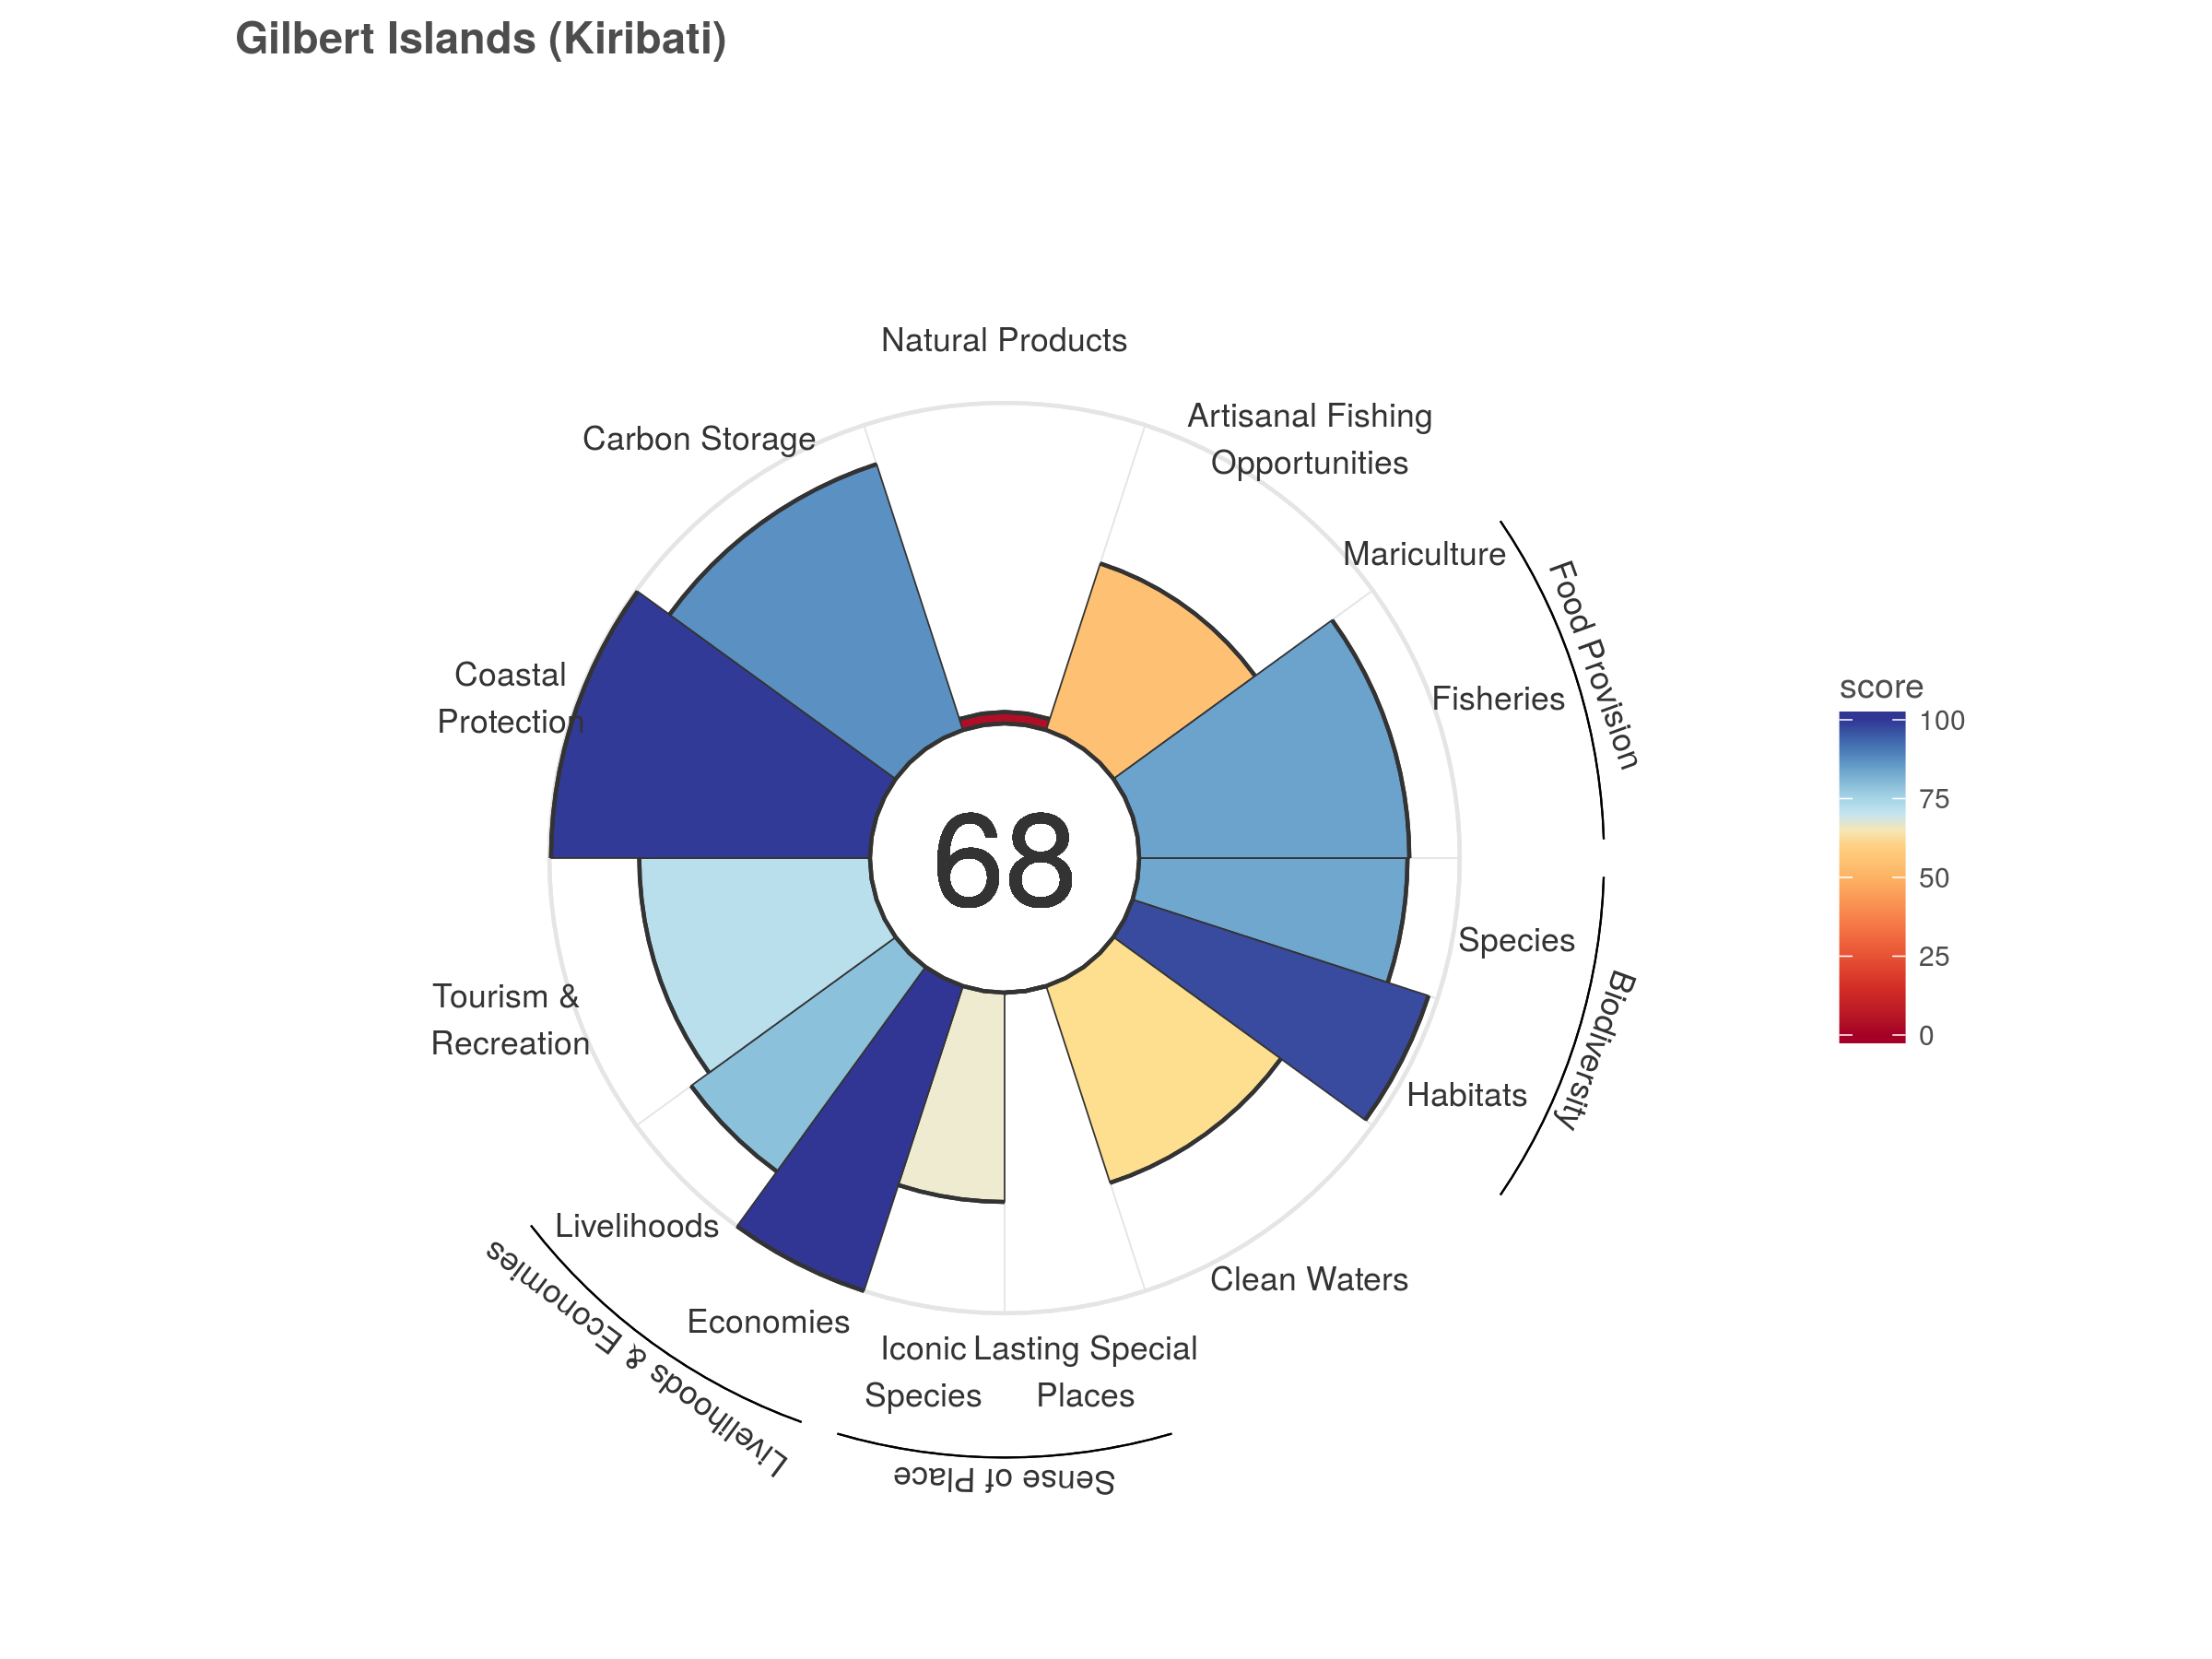 Gilbert Islands (Kiribati)
Natural Products
Artisanal Fishing
Opportunities
Carbon Storage
Mariculture
Food Provision
Fisheries
Coastal
Protection
68
score
100
75
50
25
0
Species
Biodiversity
Habitats
Tourism &
Recreation
Livelihoods
Livelihoods & Economies
Economies
Clean Waters
Iconic
Species
Lasting Special
Places
Sense of Place